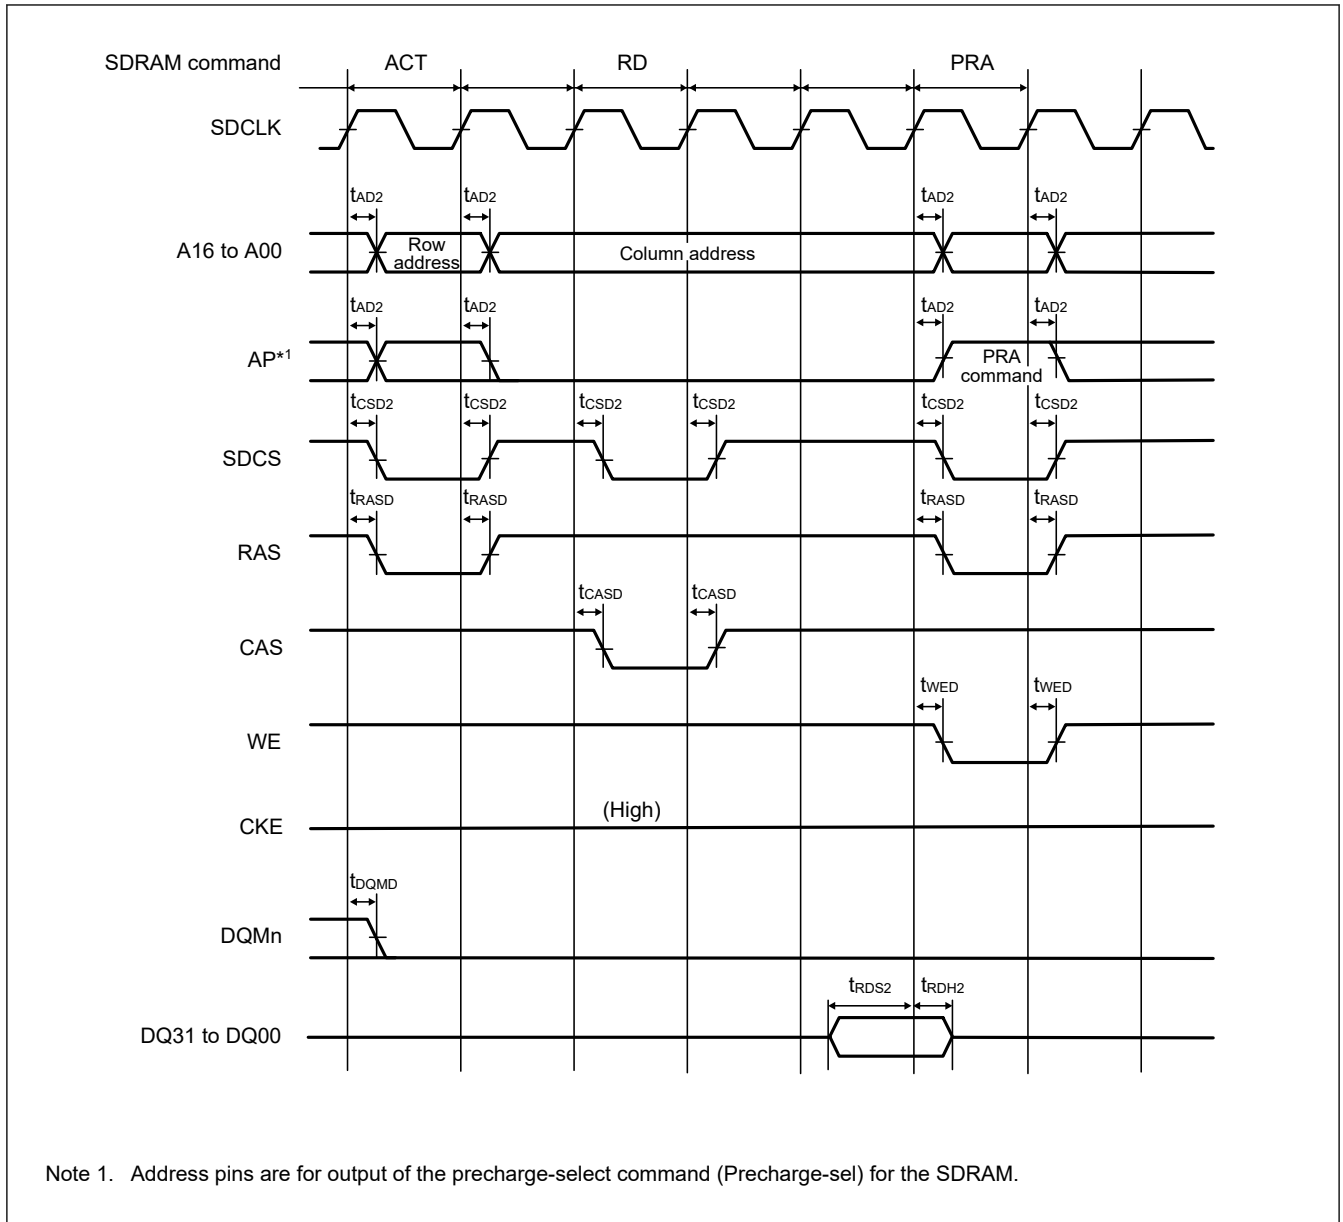 SDRAM command ACT RD PRA
SDCLK
tAD2 tAD2 tAD2 tAD2
A16 to A00 Row address Column address
tAD2 tAD2 tAD2 tAD2
AP*1 PRA command
tCSD2 tCSD2 tCSD2 tCSD2 tCSD2 tCSD2
SDCS
tRASD tRASD tRASD tRASD
RAS
tCASD tCASD
CAS
tWED tWED
WE
(High)
CKE
tDQMD
DQMn
tRDS2 tRDH2
DQ31 to DQ00
Note 1. Address pins are for output of the precharge-select command (Precharge-sel) for the SDRAM.